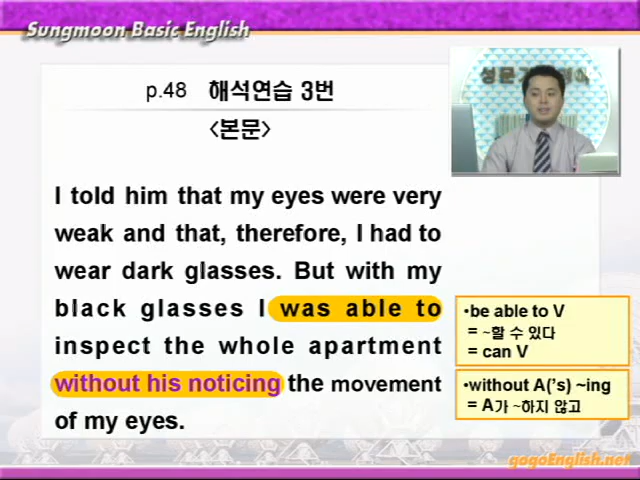 Sungmoon Basic English
p.48 해석연습 3번
<본문>
I told him that my eyes were very
weak and that, therefore, I had to
wear dark glasses. But with my
black glasses I was able to
inspect the whole apartment
without his noticing the movement
of my eyes.
•be able to V
= ~할 수 있다
= can V
•without A('s) ~ing
= A가 ~하지 않고
gogoEnglish.net